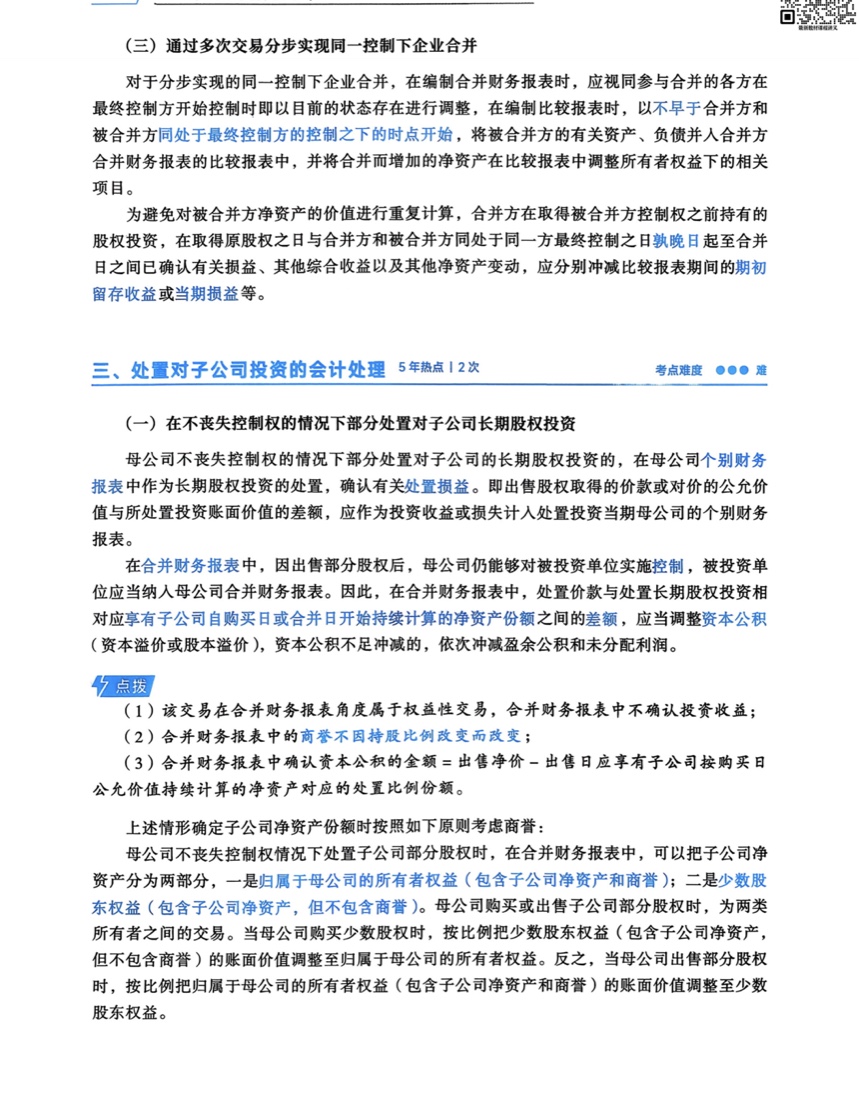 （三）通过多次交易分步实现同一控制下企业合并
对于分步实现的同一控制下企业合并，在编制合并财务报表时，应视同参与合并的各方在
最终控制方开始控制时即以目前的状态存在进行调整，在编制比较报表时，以不早于合并方和
被合并方同处于最终控制方的控制之下的时点开始，将被合并方的有关资产、负债并入合并方
合并财务报表的比较报表中，并将合并而增加的净资产在比较报表中调整所有者权益下的相关
项目。
为避免对被合并方净资产的价值进行重复计算，合并方在取得被合并方控制权之前持有的
股权投资，在取得原股权之日与合并方和被合并方同处于同一方最终控制之日孰晚日起至合并
日之间已确认有关损益、其他综合收益以及其他净资产变动，应分别冲减比较报表期间的期初
留存收益或当期损益等。
三、处置对子公司投资的会计处理 5年热点 | 2次 考点难度 ●●● 难
（一）在不丧失控制权的情况下部分处置对子公司长期股权投资
母公司不丧失控制权的情况下部分处置对子公司的长期股权投资的，在母公司个别财务
报表中作为长期股权投资的处置，确认有关处置损益。即出售股权取得的价款或对价的公允价
值与所处置投资账面价值的差额，应作为投资收益或损失计入处置投资当期母公司的个别财务
报表。
在合并财务报表中，因出售部分股权后，母公司仍能够对被投资单位实施控制，被投资单
位应当纳入母公司合并财务报表。因此，在合并财务报表中，处置价款与处置长期股权投资相
对应享有子公司自购买日或合并日开始持续计算的净资产份额之间的差额，应当调整资本公积
（资本溢价或股本溢价），资本公积不足冲减的，依次冲减盈余公积和未分配利润。
点拨
（1）该交易在合并财务报表角度属于权益性交易，合并财务报表中不确认投资收益；
（2）合并财务报表中的商誉不因持股比例改变而改变；
（3）合并财务报表中确认资本公积的金额＝出售净价－出售日应享有子公司按购买日
公允价值持续计算的净资产对应的处置比例份额。
上述情形确定子公司净资产份额时按照如下原则考虑商誉：
母公司不丧失控制权情况下处置子公司部分股权时，在合并财务报表中，可以把子公司净
资产分为两部分，一是归属于母公司的所有者权益（包含子公司净资产和商誉）；二是少数股
东权益（包含子公司净资产，但不包含商誉）。母公司购买或出售子公司部分股权时，为两类
所有者之间的交易。当母公司购买少数股权时，按比例把少数股东权益（包含子公司净资产，
但不包含商誉）的账面价值调整至归属于母公司的所有者权益。反之，当母公司出售部分股权
时，按比例把归属于母公司的所有者权益（包含子公司净资产和商誉）的账面价值调整至少数
股东权益。